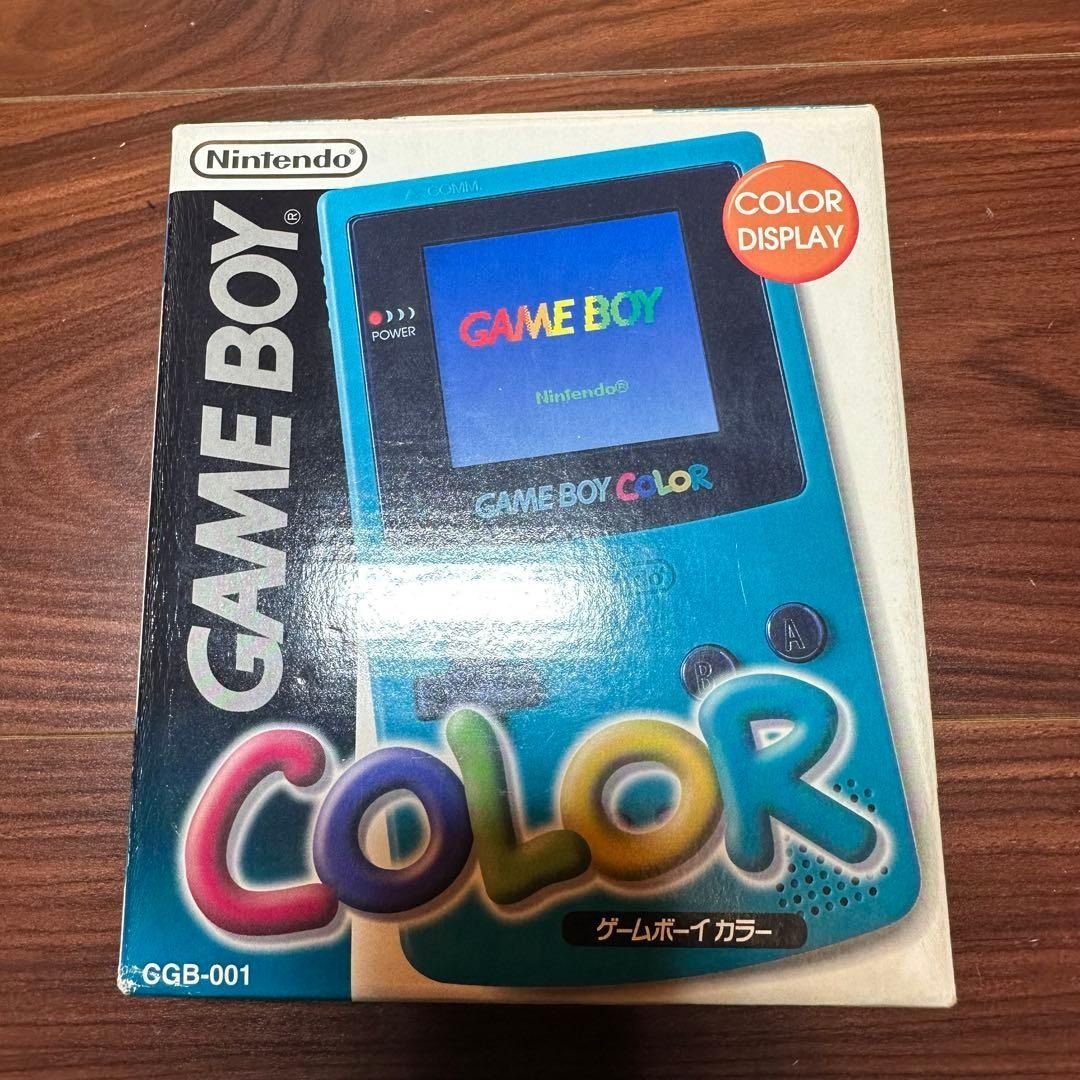 Nintendo®
GAME BOY®
COMM.
COLOR
DISPLAY
POWER
GAME BOY
Nintendo®
GAME BOY COLOR
A
B
COLOR
ゲームボーイ カラー
CGB-001